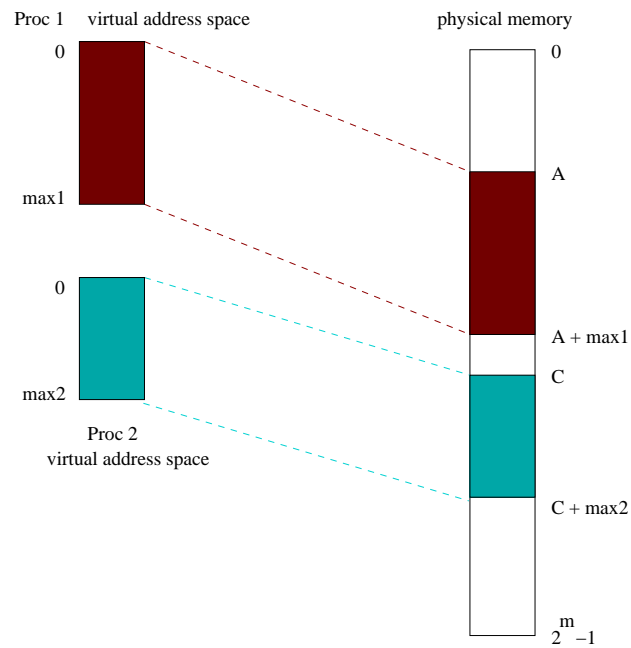 Proc 1 virtual address space
physical memory
0
0
A
max1
0
A + max1
C
max2
Proc 2
virtual address space
C + max2
m
2 −1